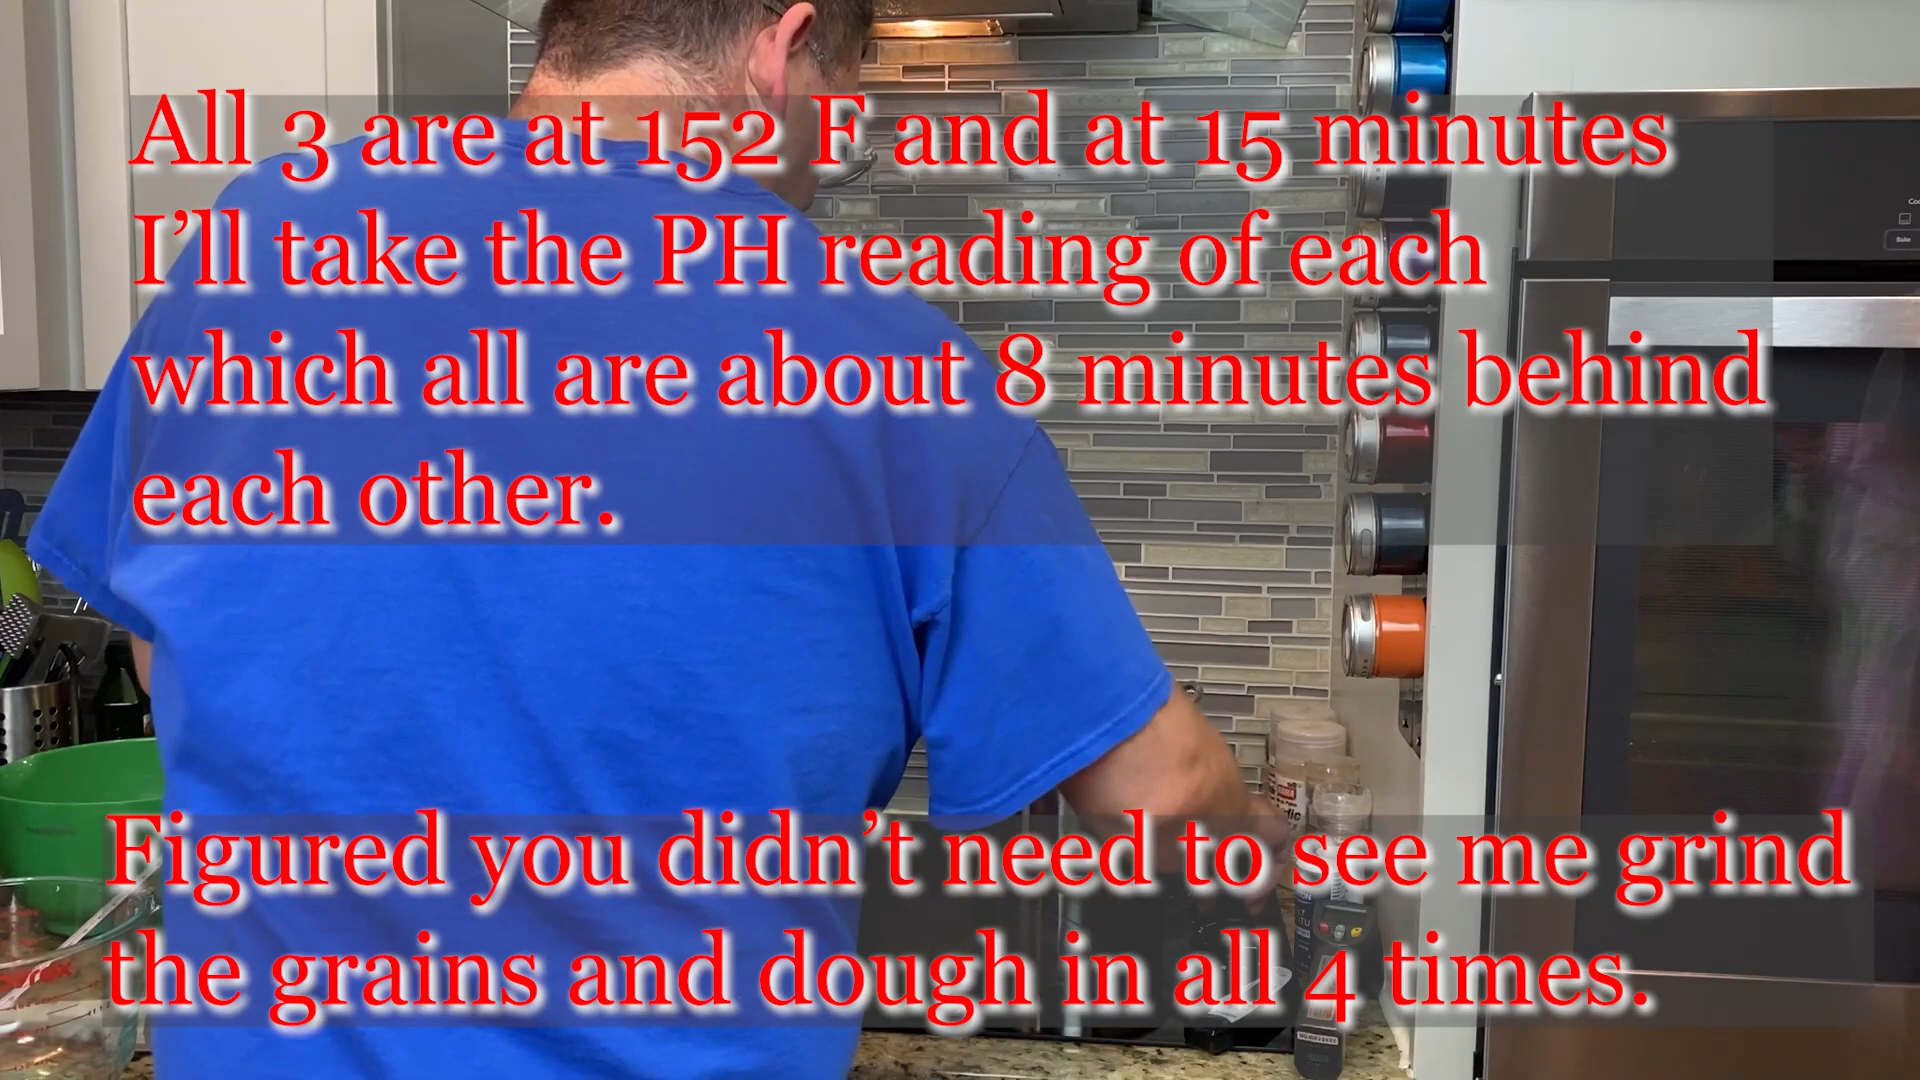 All 3 are at 152 F and at 15 minutes
I'll take the PH reading of each
which all are about 8 minutes behind
each other.
Bake
Figured you didn't need to see me grind
the grains and dough in all 4 times.